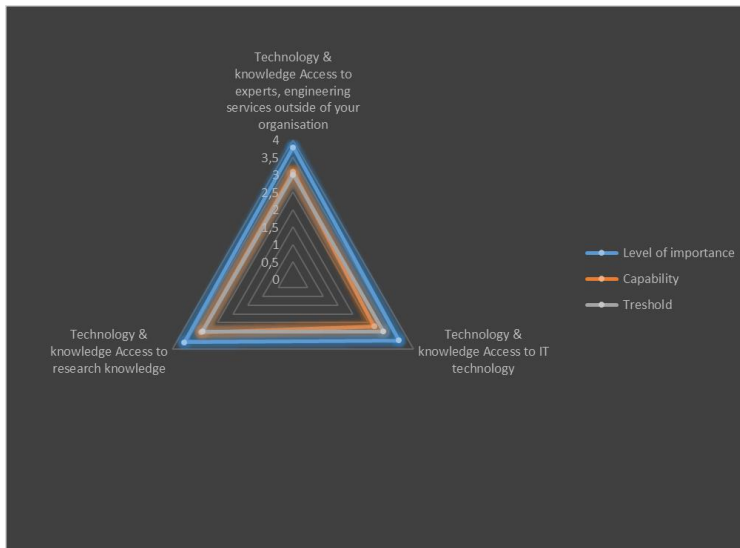 Technology &
knowledge Access to
experts, engineering
services outside of your
organisation
4
3,5
3
2
1,5
1
0,5
0
Level of importance
Capability
Treshold
Technology &
knowledge Access to
research knowledge
Technology &
knowledge Access to IT
technology